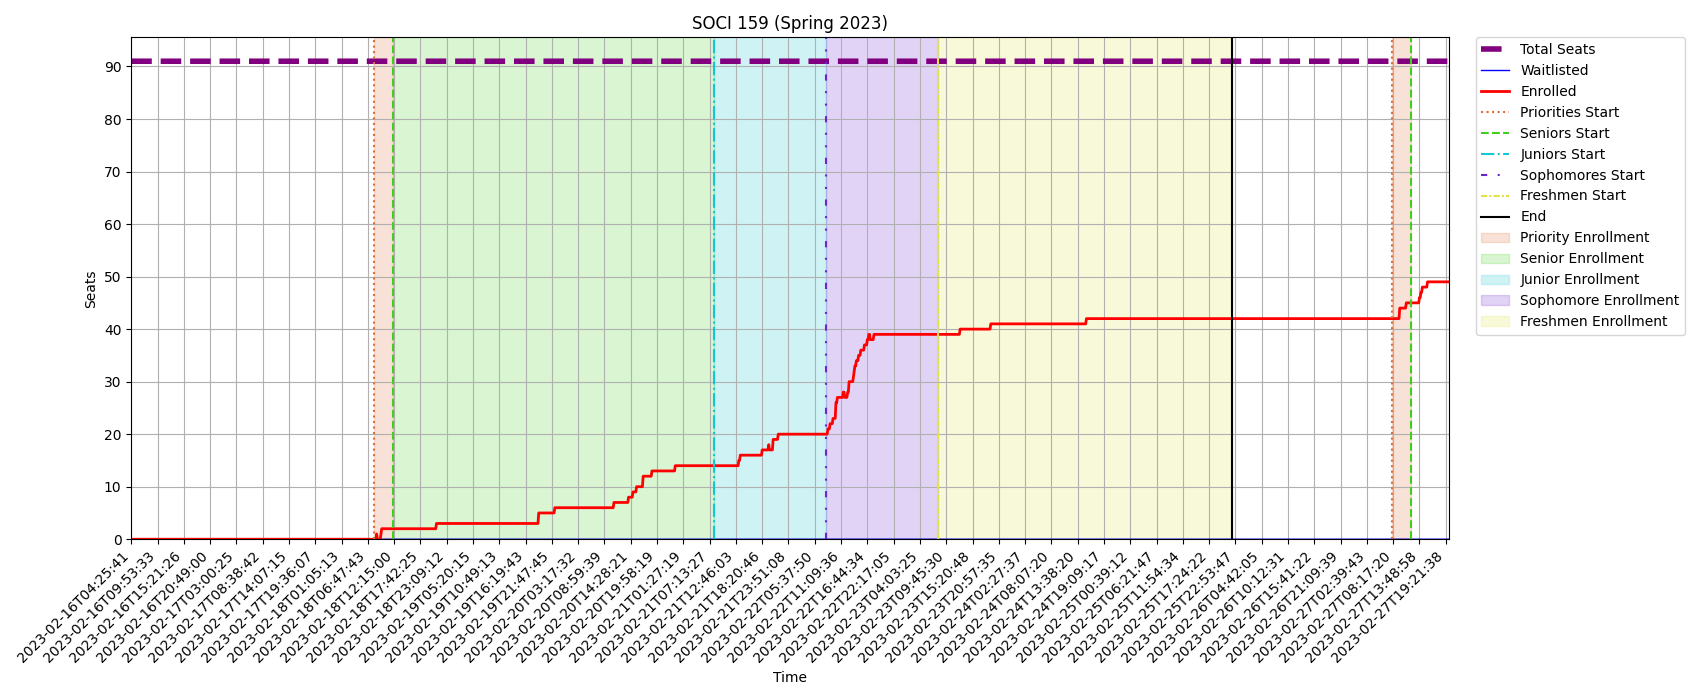 SOCI 159 (Spring 2023)
Total Seats
Waitlisted
Enrolled
Priorities Start
Seniors Start
Juniors Start
Sophomores Start
Freshmen Start
End
Priority Enrollment
Senior Enrollment
Junior Enrollment
Sophomore Enrollment
Freshmen Enrollment
Seats
90
80
70
60
50
40
30
20
10
0
2023-02-16T04:25:41
2023-02-16T09:53:33
2023-02-16T15:21:26
2023-02-16T20:49:00
2023-02-17T03:00:25
2023-02-17T08:38:42
2023-02-17T14:07:15
2023-02-17T19:36:07
2023-02-18T01:05:13
2023-02-18T06:47:43
2023-02-18T12:15:00
2023-02-18T17:42:25
2023-02-18T23:09:12
2023-02-19T05:20:15
2023-02-19T10:49:13
2023-02-19T16:19:43
2023-02-19T21:47:45
2023-02-20T03:17:32
2023-02-20T08:59:39
2023-02-20T14:28:21
2023-02-20T19:58:19
2023-02-21T01:27:19
2023-02-21T07:13:27
2023-02-21T12:46:03
2023-02-21T18:20:46
2023-02-21T23:51:08
2023-02-22T05:37:50
2023-02-22T11:09:36
2023-02-22T16:44:34
2023-02-22T22:17:05
2023-02-23T04:03:25
2023-02-23T09:45:30
2023-02-23T15:20:48
2023-02-23T20:57:35
2023-02-24T02:27:37
2023-02-24T08:07:20
2023-02-24T13:38:20
2023-02-24T19:09:17
2023-02-25T00:39:12
2023-02-25T06:21:47
2023-02-25T11:54:34
2023-02-25T17:24:22
2023-02-25T22:53:47
2023-02-26T04:42:05
2023-02-26T10:12:31
2023-02-26T15:41:22
2023-02-26T21:09:39
2023-02-27T02:39:43
2023-02-27T08:17:20
2023-02-27T13:48:58
2023-02-27T19:21:38
Time